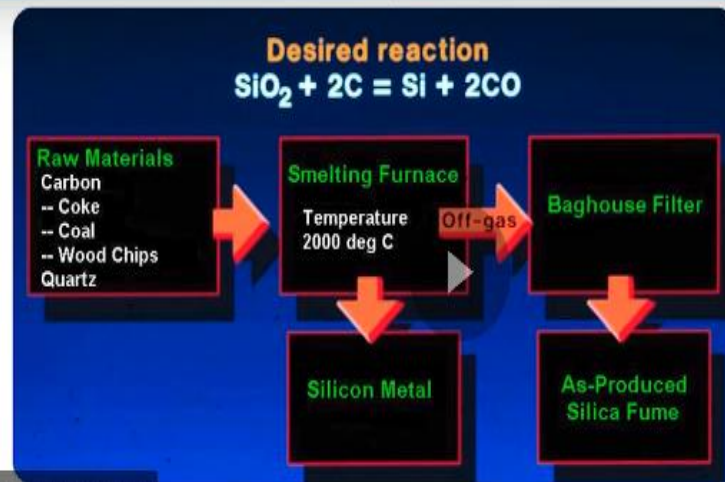 Desired reaction
SiO₂ + 2C = Si + 2CO
Raw Materials
Carbon
-- Coke
-- Coal
-- Wood Chips
Quartz
Smelting Furnace
Temperature
2000 deg C
Off-gas
Baghouse Filter
Silicon Metal
As-Produced
Silica Fume